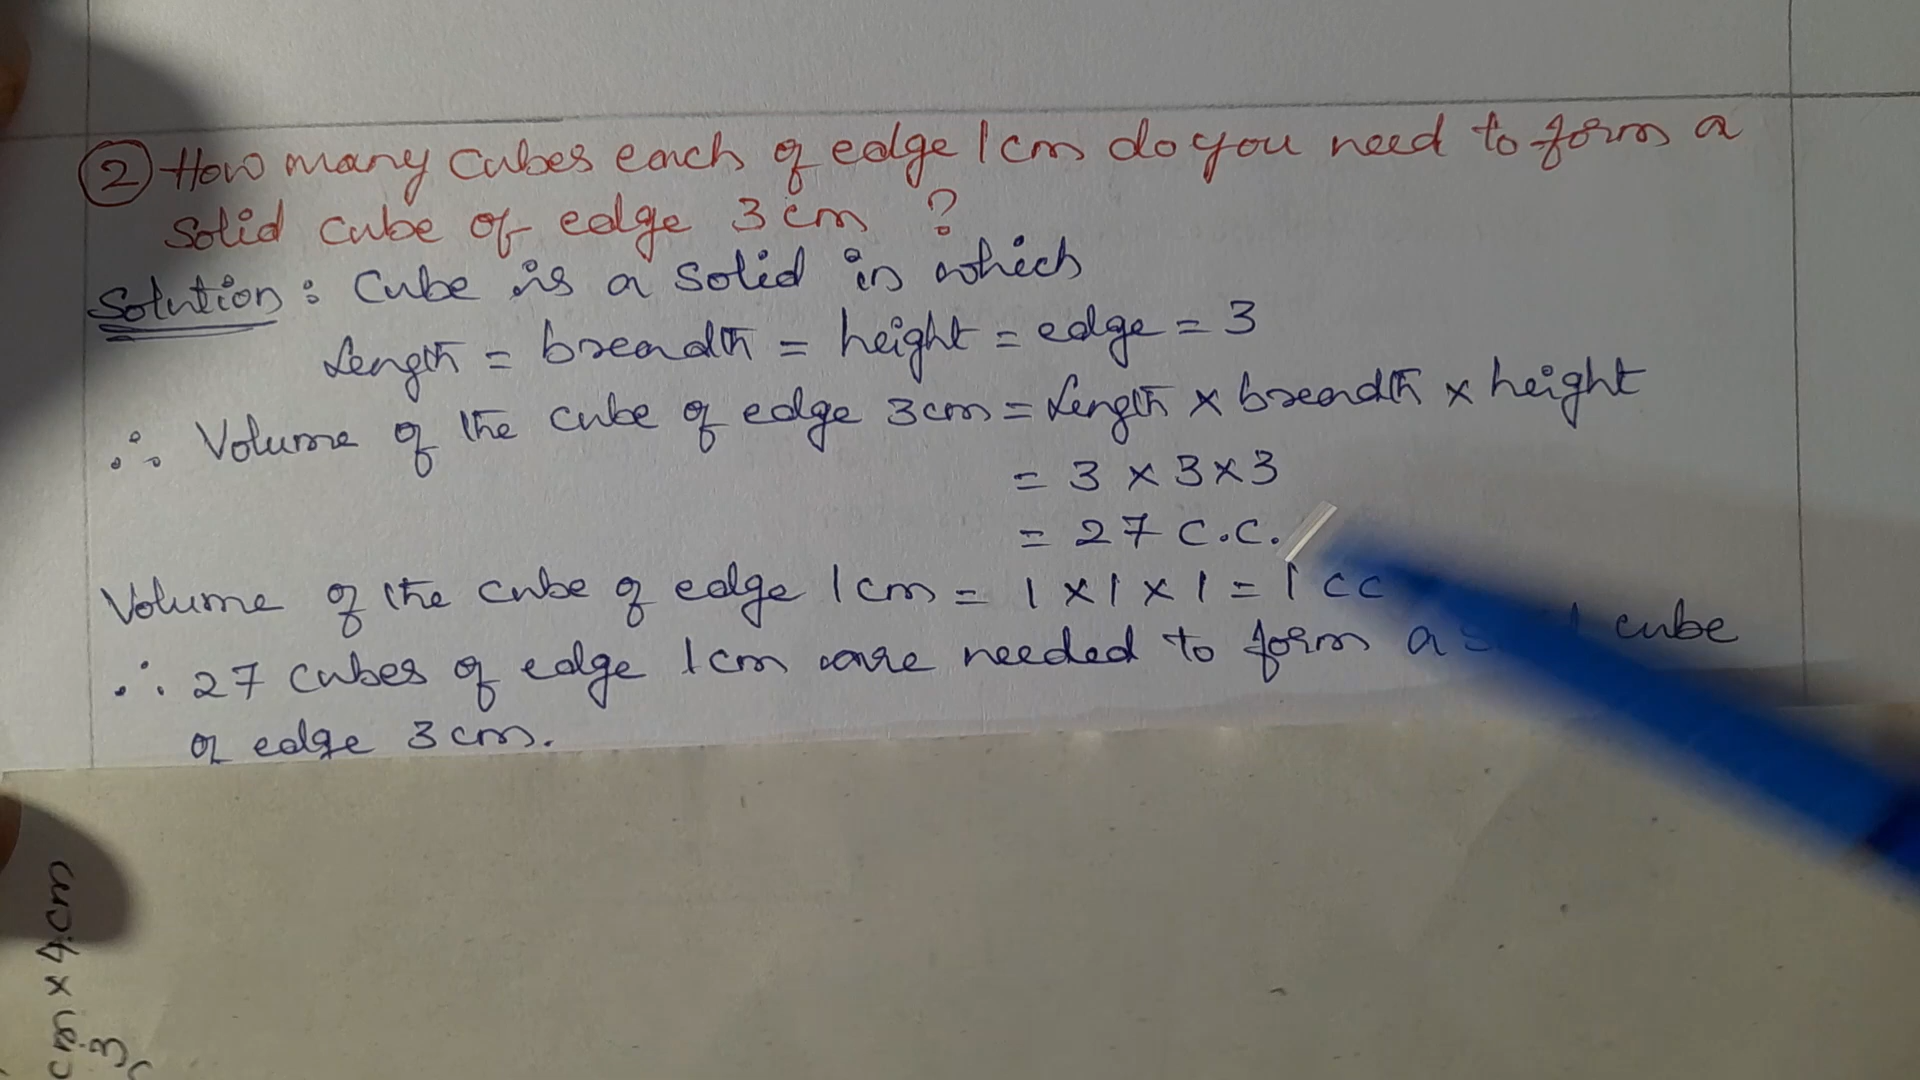 2 How many cubes each of edge 1cm do you need to form a
solid cube of edge 3cm ?
Solution : Cube is a solid in which
Length = breadth = height = edge = 3
∴ Volume of the cube of edge 3cm = Length × breadth × height
= 3 × 3 × 3
= 27 c.c.
Volume of the cube of edge 1cm = 1 × 1 × 1 = 1 cc
∴ 27 cubes of edge 1cm are needed to form a cube
of edge 3cm.
cm × 4cm
3